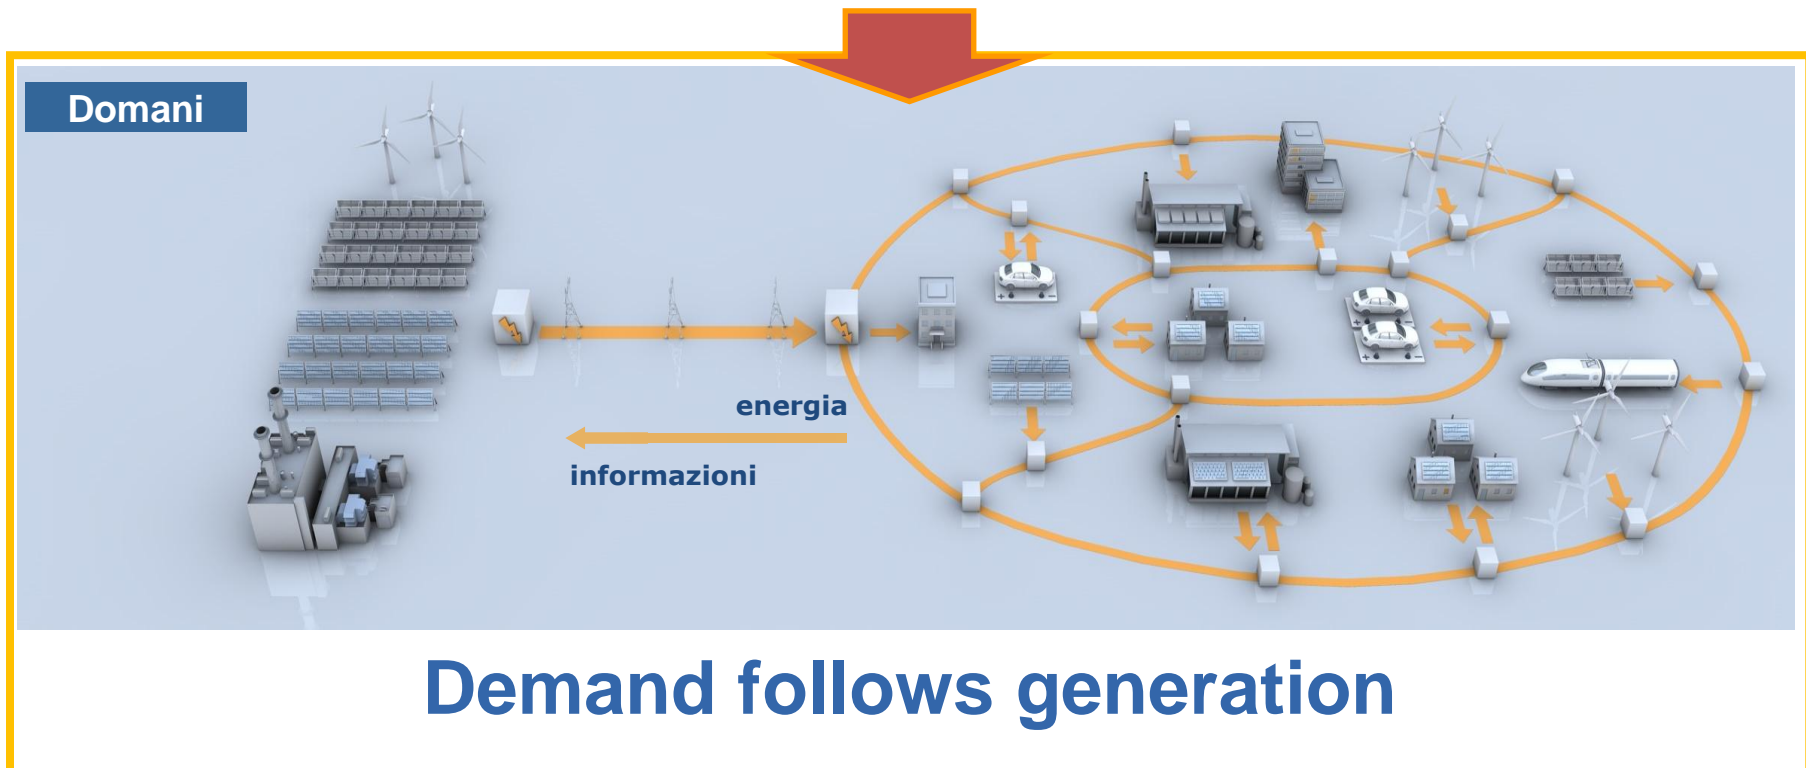 Domani
energia
informazioni
Demand follows generation